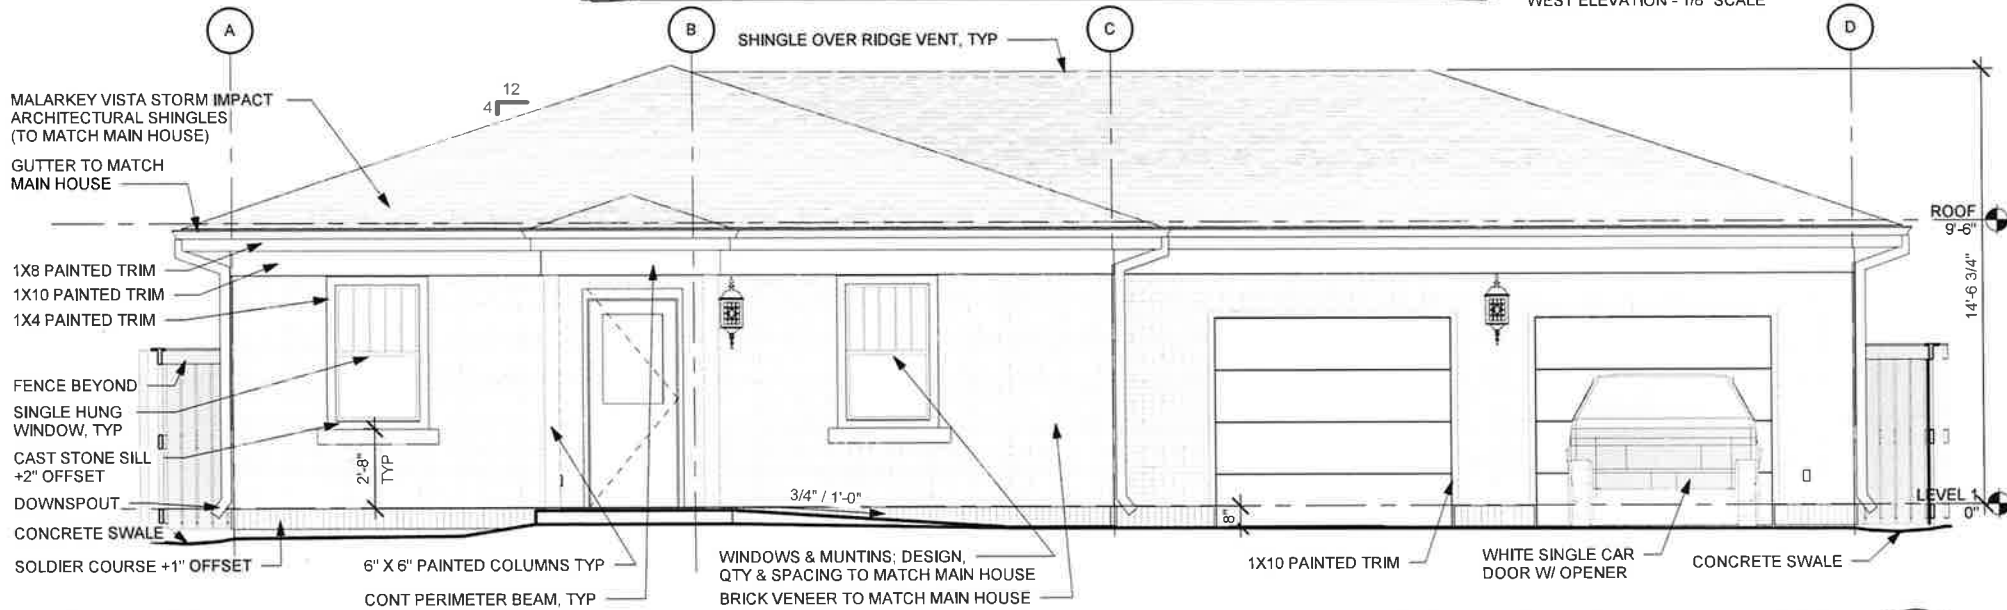 WEST ELEVATION - 1/8" SCALE
A
B
C
D
SHINGLE OVER RIDGE VENT, TYP
12
4
MALARKEY VISTA STORM IMPACT
ARCHITECTURAL SHINGLES
(TO MATCH MAIN HOUSE)
GUTTER TO MATCH
MAIN HOUSE
ROOF
9'-6"
14'-6 3/4"
1X8 PAINTED TRIM
1X10 PAINTED TRIM
1X4 PAINTED TRIM
FENCE BEYOND
SINGLE HUNG
WINDOW, TYP
CAST STONE SILL
+2" OFFSET
2'-8"
TYP
DOWNSPOUT
3/4" / 1'-0"
8"
LEVEL 1
0"
CONCRETE SWALE
SOLDIER COURSE +1" OFFSET
6" X 6" PAINTED COLUMNS TYP
CONT PERIMETER BEAM, TYP
WINDOWS & MUNTINS; DESIGN,
QTY & SPACING TO MATCH MAIN HOUSE
BRICK VENEER TO MATCH MAIN HOUSE
1X10 PAINTED TRIM
WHITE SINGLE CAR
DOOR W/ OPENER
CONCRETE SWALE